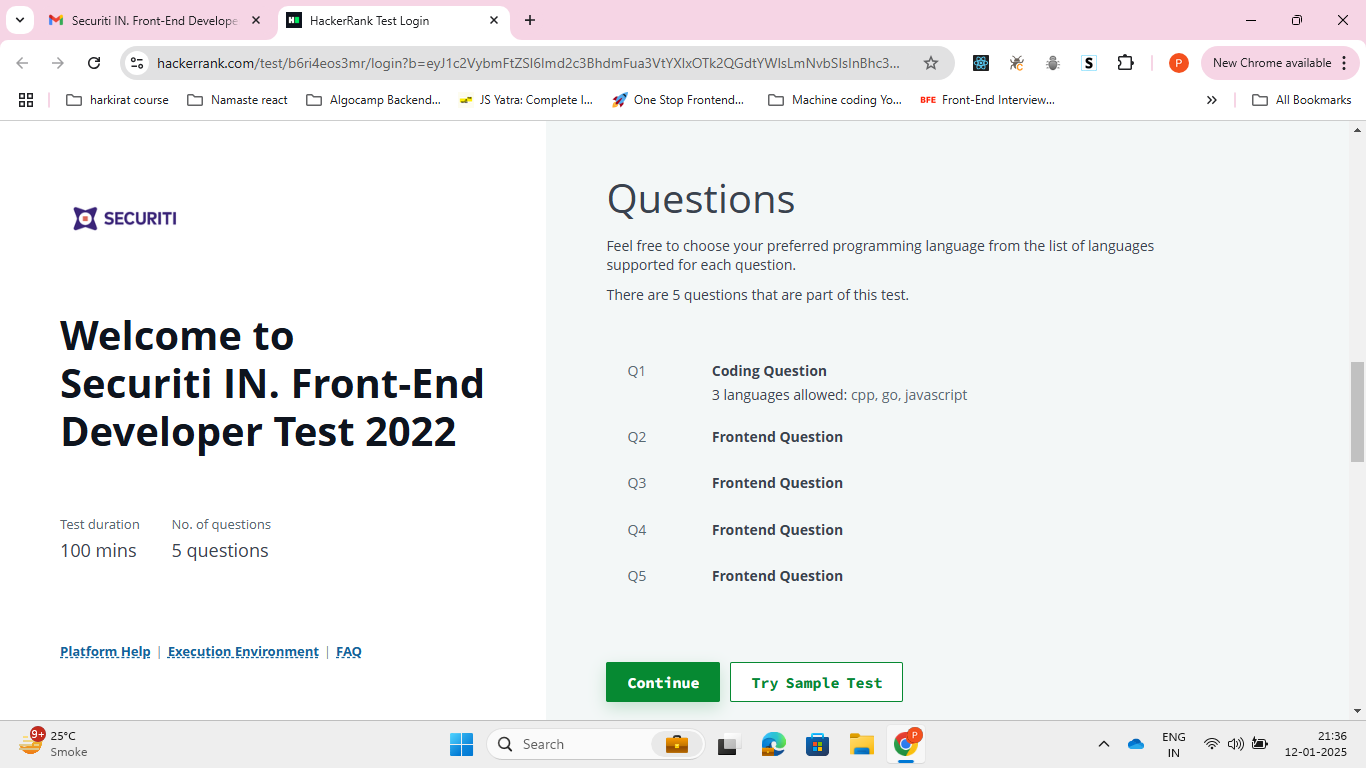 Securiti IN. Front-End Develope
HackerRank Test Login
hackerrank.com/test/b6ri4eos3mr/login?b=eyJ1c2VybmFtZSI6Imd2c3BhdmFua3VtYXIxOTk2QGdtYWlsLmNvbSIsInBhc3...
S
P
New Chrome available
harkirat course
Namaste react
Algocamp Backend...
JS Yatra: Complete I...
One Stop Frontend...
Machine coding Yo...
BFE
Front-End Interview...
All Bookmarks
SECURITI
Welcome to
Securiti IN. Front-End
Developer Test 2022
Test duration
No. of questions
100 mins
5 questions
Platform Help | Execution Environment | FAQ
Questions
Feel free to choose your preferred programming language from the list of languages
supported for each question.
There are 5 questions that are part of this test.
Q1 Coding Question
3 languages allowed: cpp, go, javascript
Q2 Frontend Question
Q3 Frontend Question
Q4 Frontend Question
Q5 Frontend Question
Continue
Try Sample Test
9+
25°C
Smoke
Search
P
ENG
IN
21:36
12-01-2025